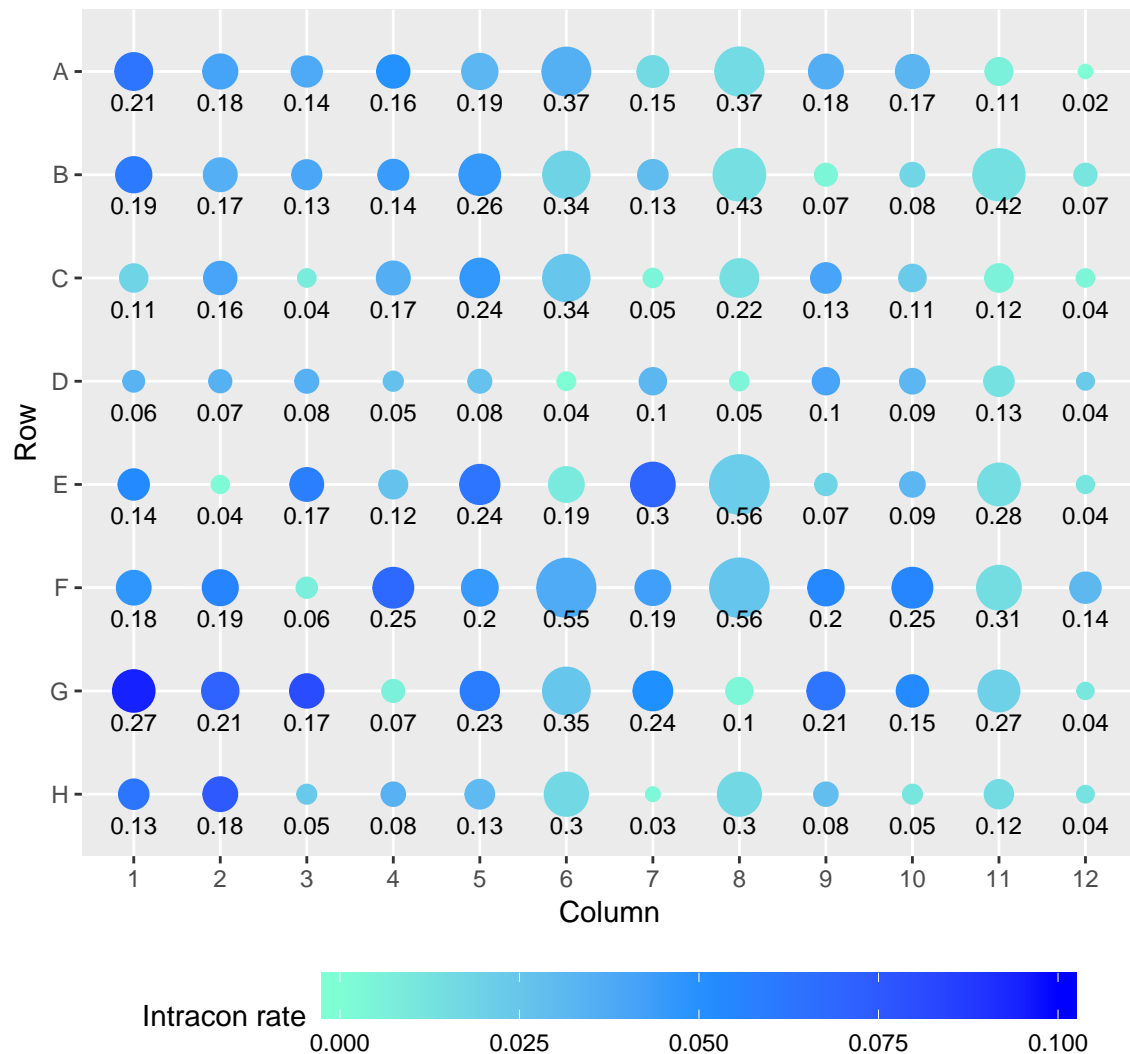 A
0.21 0.18 0.14 0.16 0.19 0.37 0.15 0.37 0.18 0.17 0.11 0.02
B
0.19 0.17 0.13 0.14 0.26 0.34 0.13 0.43 0.07 0.08 0.42 0.07
C
0.11 0.16 0.04 0.17 0.24 0.34 0.05 0.22 0.13 0.11 0.12 0.04
D
0.06 0.07 0.08 0.05 0.08 0.04 0.1 0.05 0.1 0.09 0.13 0.04
Row
E
0.14 0.04 0.17 0.12 0.24 0.19 0.3 0.56 0.07 0.09 0.28 0.04
F
0.18 0.19 0.06 0.25 0.2 0.55 0.19 0.56 0.2 0.25 0.31 0.14
G
0.27 0.21 0.17 0.07 0.23 0.35 0.24 0.1 0.21 0.15 0.27 0.04
H
0.13 0.18 0.05 0.08 0.13 0.3 0.03 0.3 0.08 0.05 0.12 0.04
1 2 3 4 5 6 7 8 9 10 11 12
Column
Intracon rate
0.000 0.025 0.050 0.075 0.100